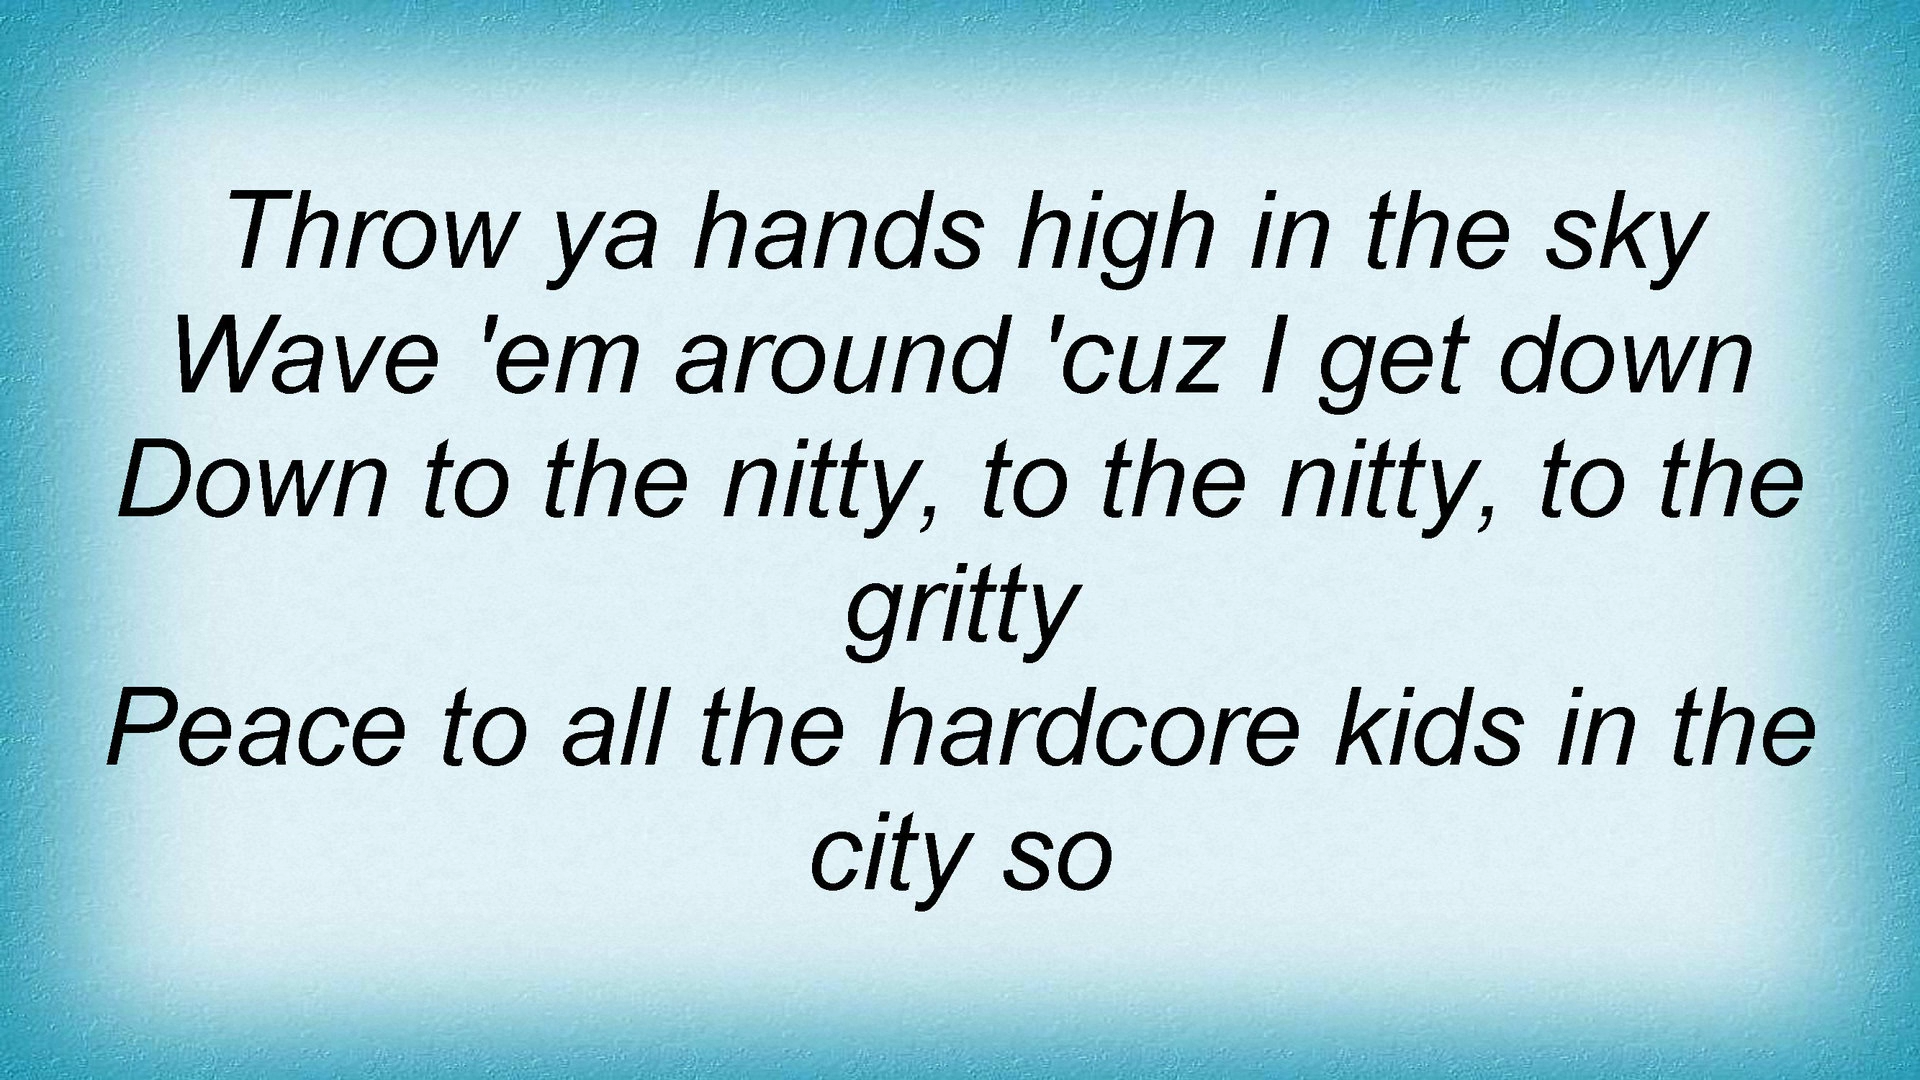 Throw ya hands high in the sky
Wave 'em around 'cuz I get down
Down to the nitty, to the nitty, to the
gritty
Peace to all the hardcore kids in the
city so